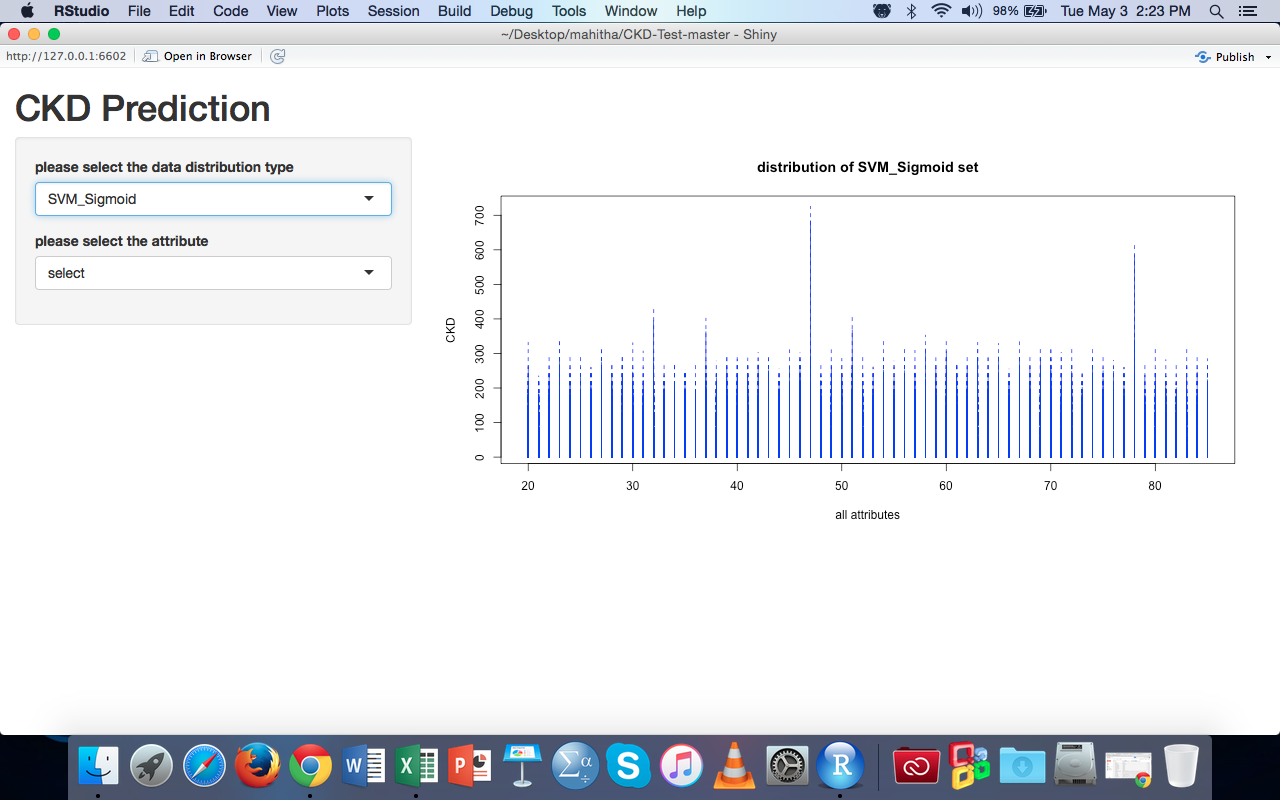 RStudio File Edit Code View Plots Session Build Debug Tools Window Help 98% Tue May 3 2:23 PM
~/Desktop/mahitha/CKD-Test-master - Shiny
http://127.0.0.1:6602 Open in Browser Publish
CKD Prediction
please select the data distribution type
SVM_Sigmoid
please select the attribute
select
distribution of SVM_Sigmoid set
700
600
500
400
300
200
100
0
CKD
20 30 40 50 60 70 80
all attributes
W X P Σα÷ S R